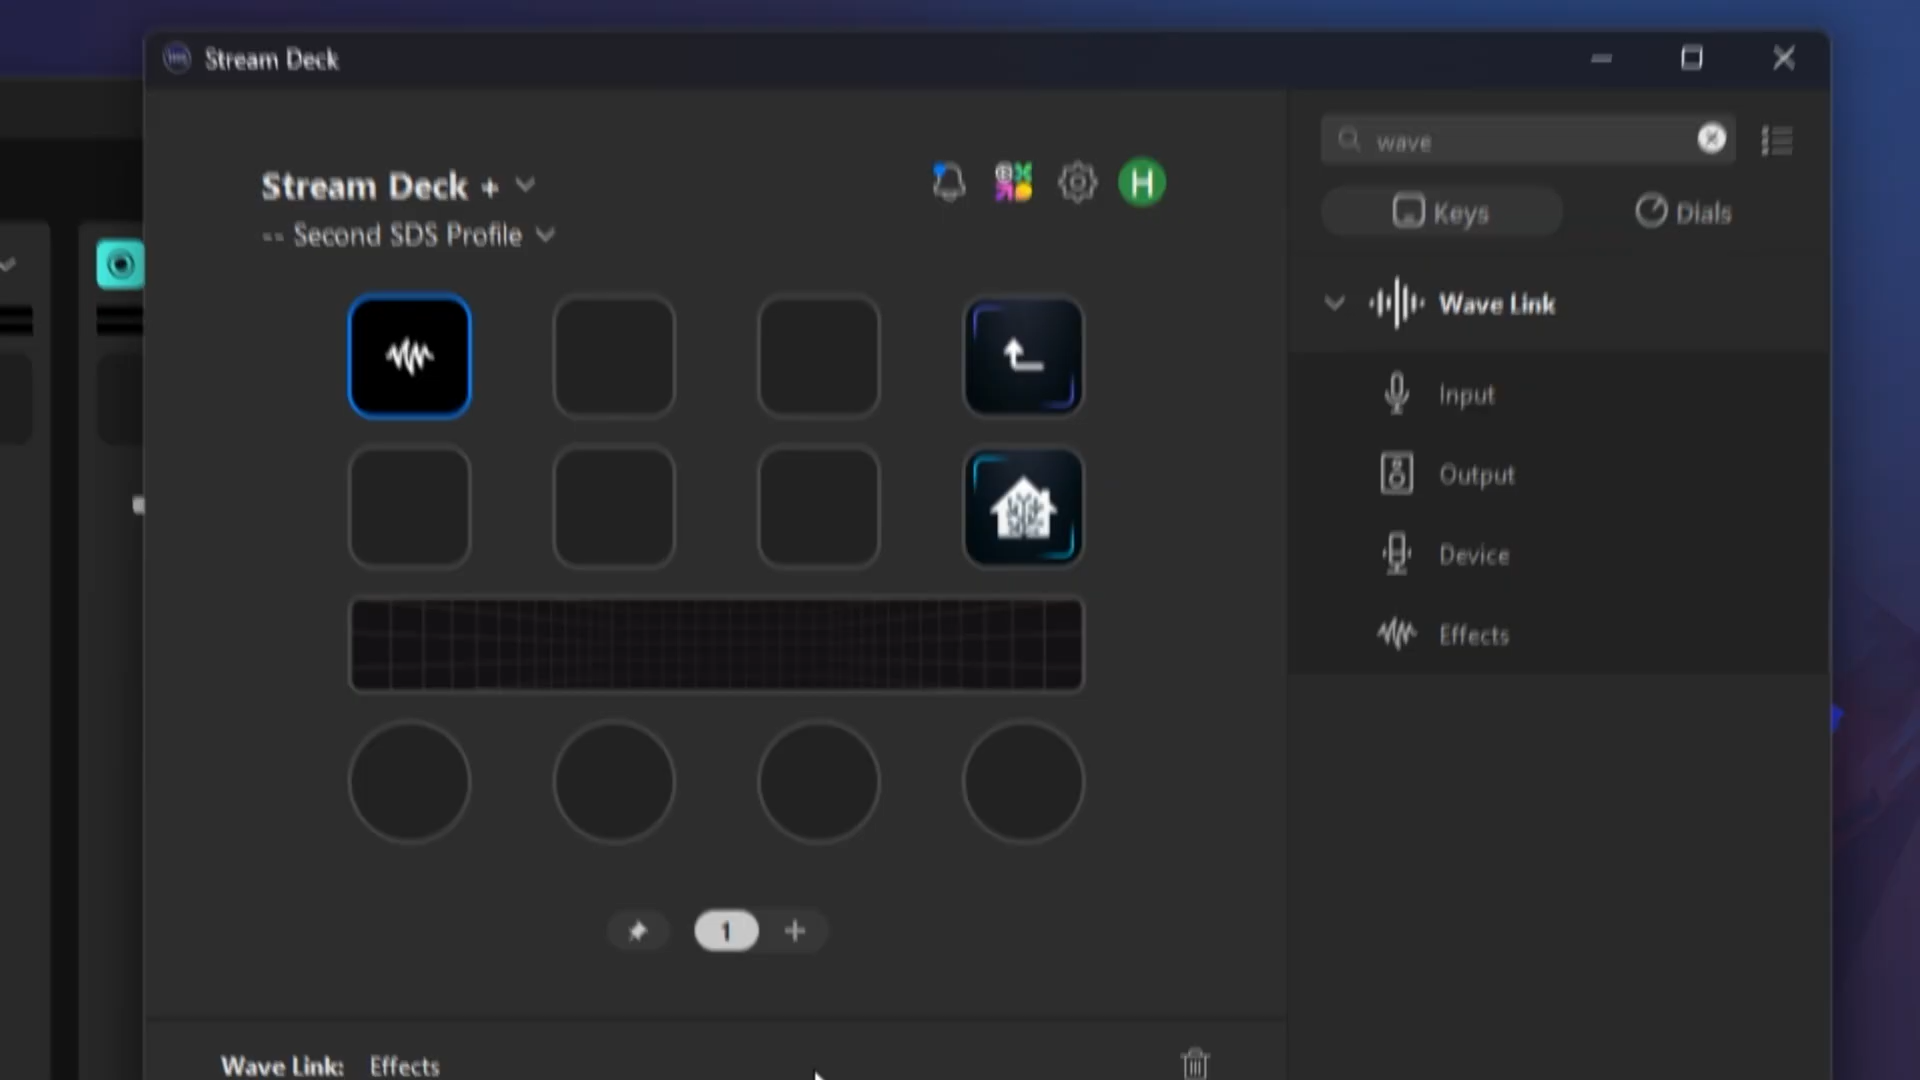 Stream Deck
Stream Deck +
-- Second SDS Profile
H
wave
Keys
Dials
Wave Link
Input
Output
Device
Effects
1
Wave Link: Effects